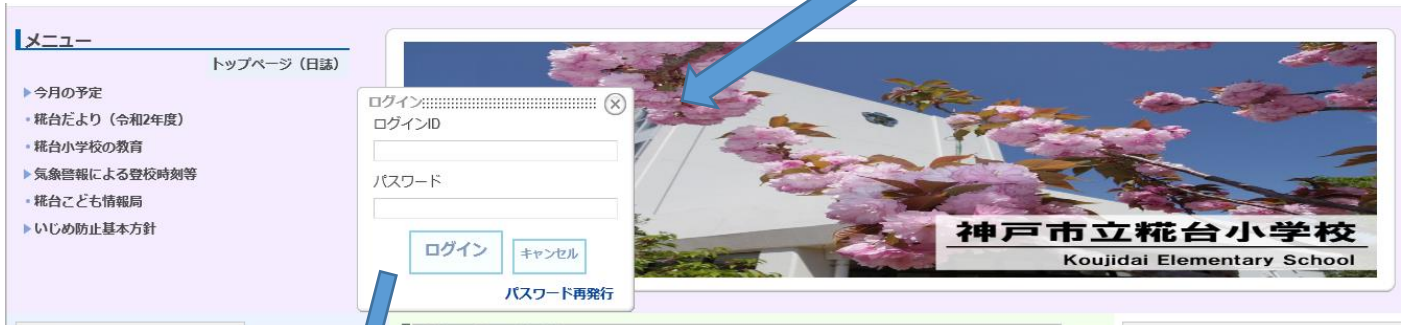 メニュー
トップページ（日誌）
今月の予定
糀台だより（令和2年度）
糀台小学校の教育
気象警報による登校時刻等
糀台こども情報局
いじめ防止基本方針
ログイン
ログインID
パスワード
ログイン
キャンセル
パスワード再発行
神戸市立糀台小学校
Koujidai Elementary School